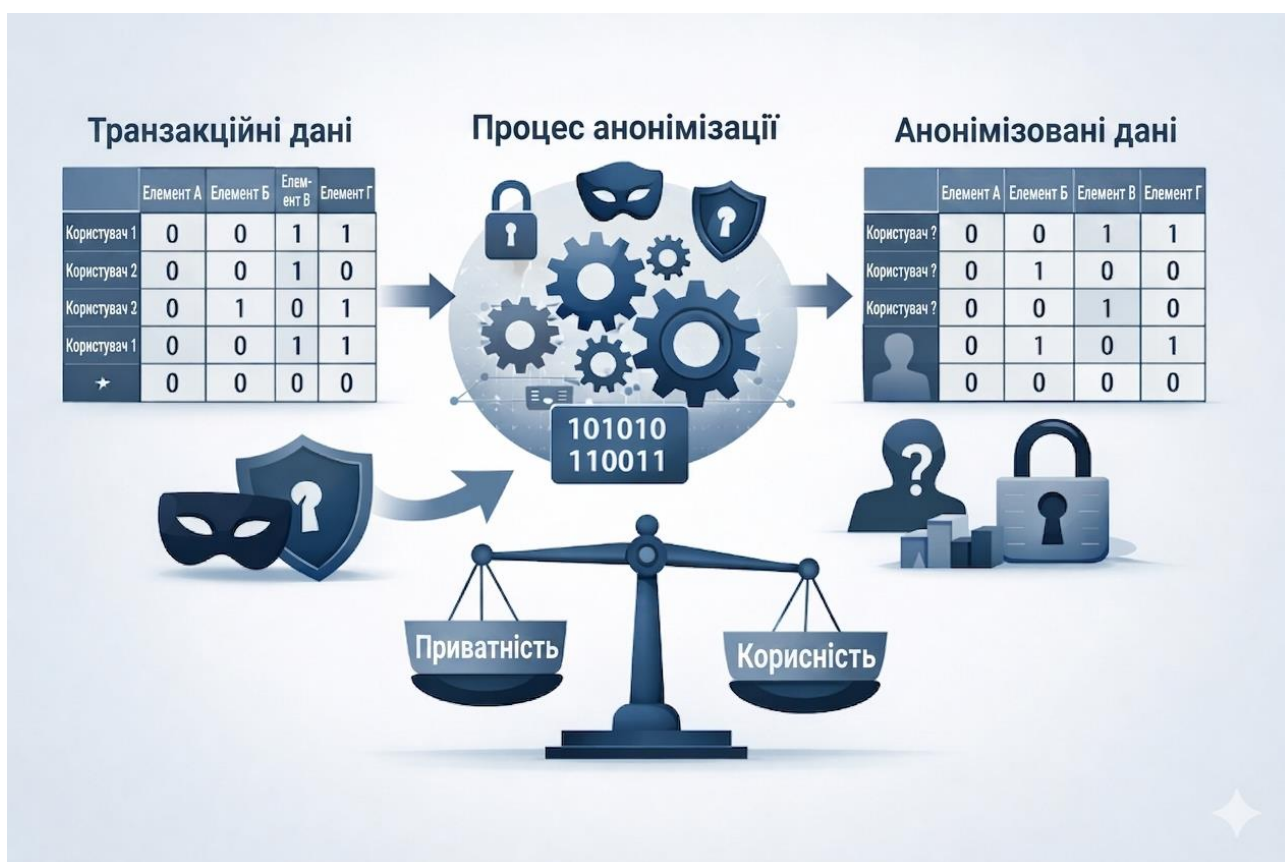 Транзакційні дані
Процес анонімізації
Анонімізовані дані
Елемент А Елемент Б Елем-
ент В Елемент Г
Користувач 1 0 0 1 1
Користувач 2 0 0 1 0
Користувач 2 0 1 0 1
Користувач 1 0 0 1 1
0 0 0 0
101010
110011
Елемент А Елемент Б Елемент В Елемент Г
Користувач ? 0 0 1 1
Користувач ? 0 1 0 0
Користувач ? 0 0 1 0
0 1 0 1
0 0 0 0
?
Приватність
Корисність